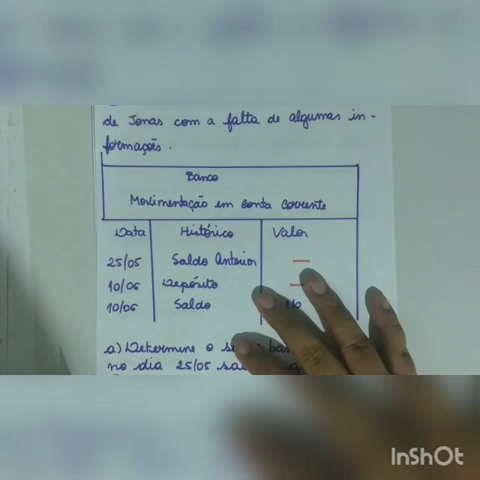 de Jonas com a falta de algumas in-
formações.
Banco
Movimentação em conta corrente
Data Histórico Valor
25/05 Saldo Anterior —
10/06 Depósito —
10/06 Saldo
a) Determine o
no dia 25/05
InShOt